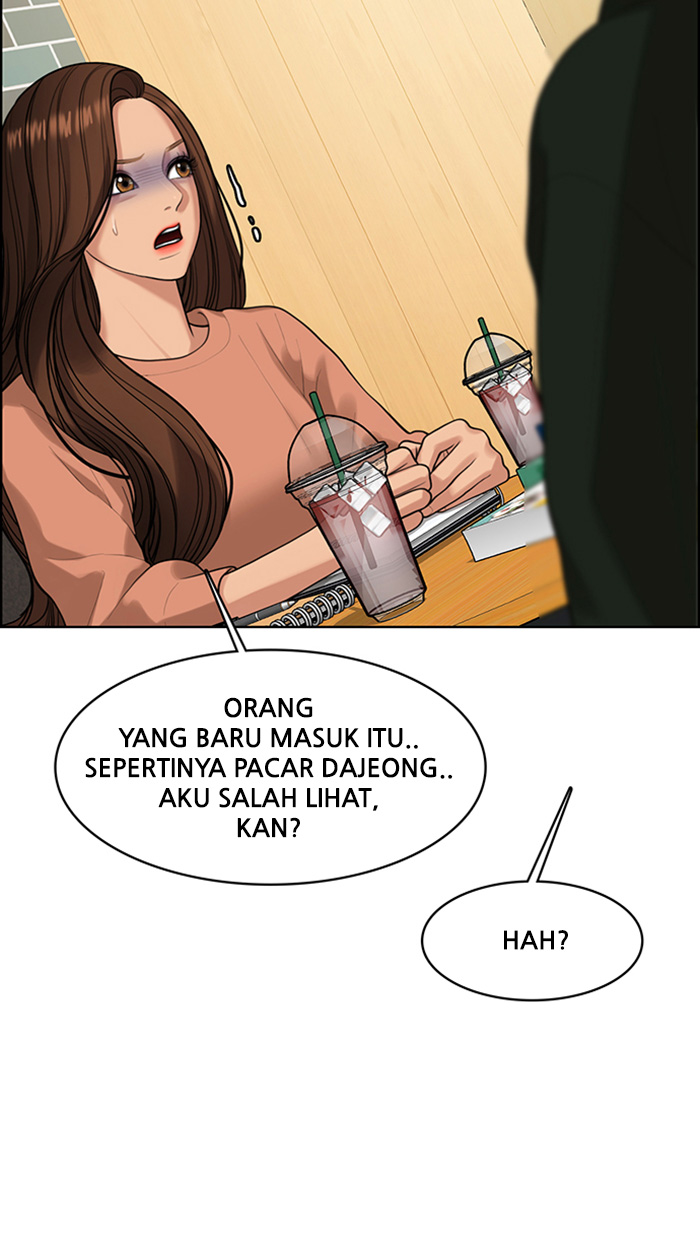 ORANG
YANG BARU MASUK ITU..
SEPERTINYA PACAR DAJEONG..
AKU SALAH LIHAT,
KAN?
HAH?